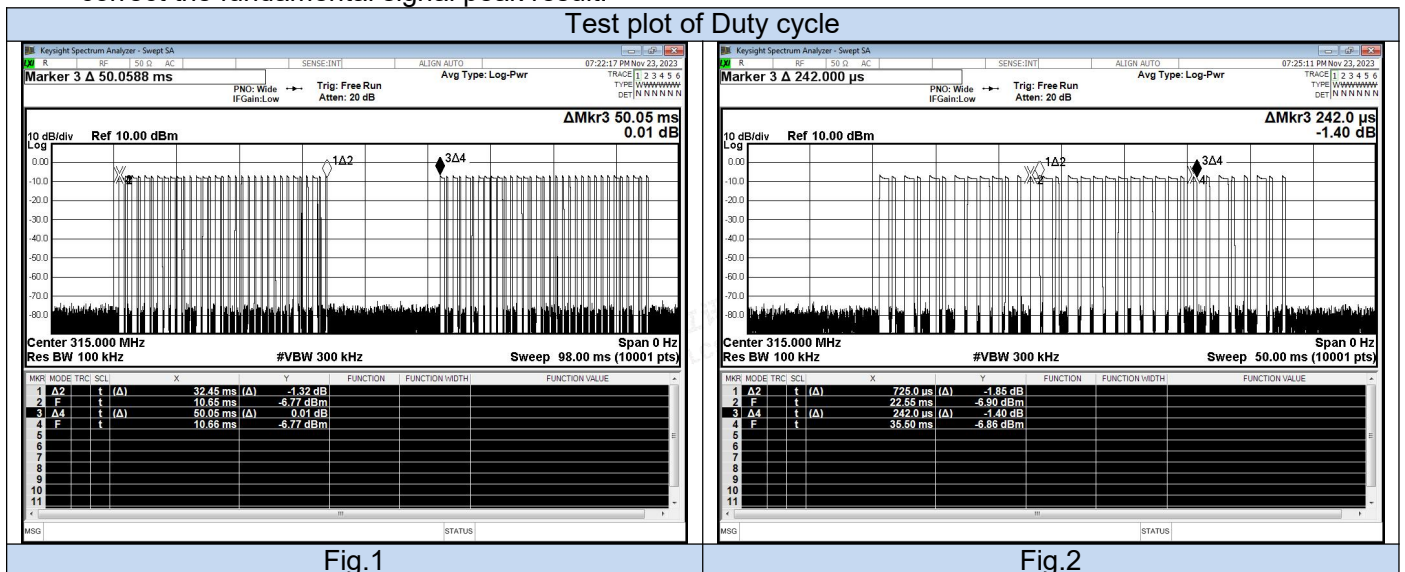 correct the fundamental signal peak result.
Test plot of Duty cycle
Keysight Spectrum Analyzer - Swept SA
LXI R RF 50 Ω AC SENSE:INT ALIGN AUTO 07:22:17 PM Nov 23, 2023
Marker 3 Δ 50.0588 ms
PNO: Wide Trig: Free Run Avg Type: Log-Pwr TRACE 1 2 3 4 5 6
IFGain:Low Atten: 20 dB TYPE WWWWWW
DET N N N N N N
ΔMkr3 50.05 ms
0.01 dB
10 dB/div Ref 10.00 dBm
Log
0.00
-10.0
-20.0
-30.0
-40.0
-50.0
-60.0
-70.0
-80.0
1Δ2
3Δ4
Center 315.000 MHz Span 0 Hz
Res BW 100 kHz #VBW 300 kHz Sweep 98.00 ms (10001 pts)
MKR MODE TRC SCL X Y FUNCTION FUNCTION WIDTH FUNCTION VALUE
1 Δ2 t (Δ) 32.45 ms (Δ) -1.32 dB
2 F t 10.65 ms -6.77 dBm
3 Δ4 t (Δ) 50.05 ms (Δ) 0.01 dB
4 F t 10.66 ms -6.77 dBm
5
6
7
8
9
10
11
MSG STATUS
Fig.1
Keysight Spectrum Analyzer - Swept SA
LXI R RF 50 Ω AC SENSE:INT ALIGN AUTO 07:25:11 PM Nov 23, 2023
Marker 3 Δ 242.000 µs
PNO: Wide Trig: Free Run Avg Type: Log-Pwr TRACE 1 2 3 4 5 6
IFGain:Low Atten: 20 dB TYPE WWWWWW
DET N N N N N N
ΔMkr3 242.0 µs
-1.40 dB
10 dB/div Ref 10.00 dBm
Log
0.00
-10.0
-20.0
-30.0
-40.0
-50.0
-60.0
-70.0
-80.0
1Δ2
3Δ4
Center 315.000 MHz Span 0 Hz
Res BW 100 kHz #VBW 300 kHz Sweep 50.00 ms (10001 pts)
MKR MODE TRC SCL X Y FUNCTION FUNCTION WIDTH FUNCTION VALUE
1 Δ2 t (Δ) 725.0 µs (Δ) -1.85 dB
2 F t 22.55 ms -6.90 dBm
3 Δ4 t (Δ) 242.0 µs (Δ) -1.40 dB
4 F t 35.50 ms -6.86 dBm
5
6
7
8
9
10
11
MSG STATUS
Fig.2